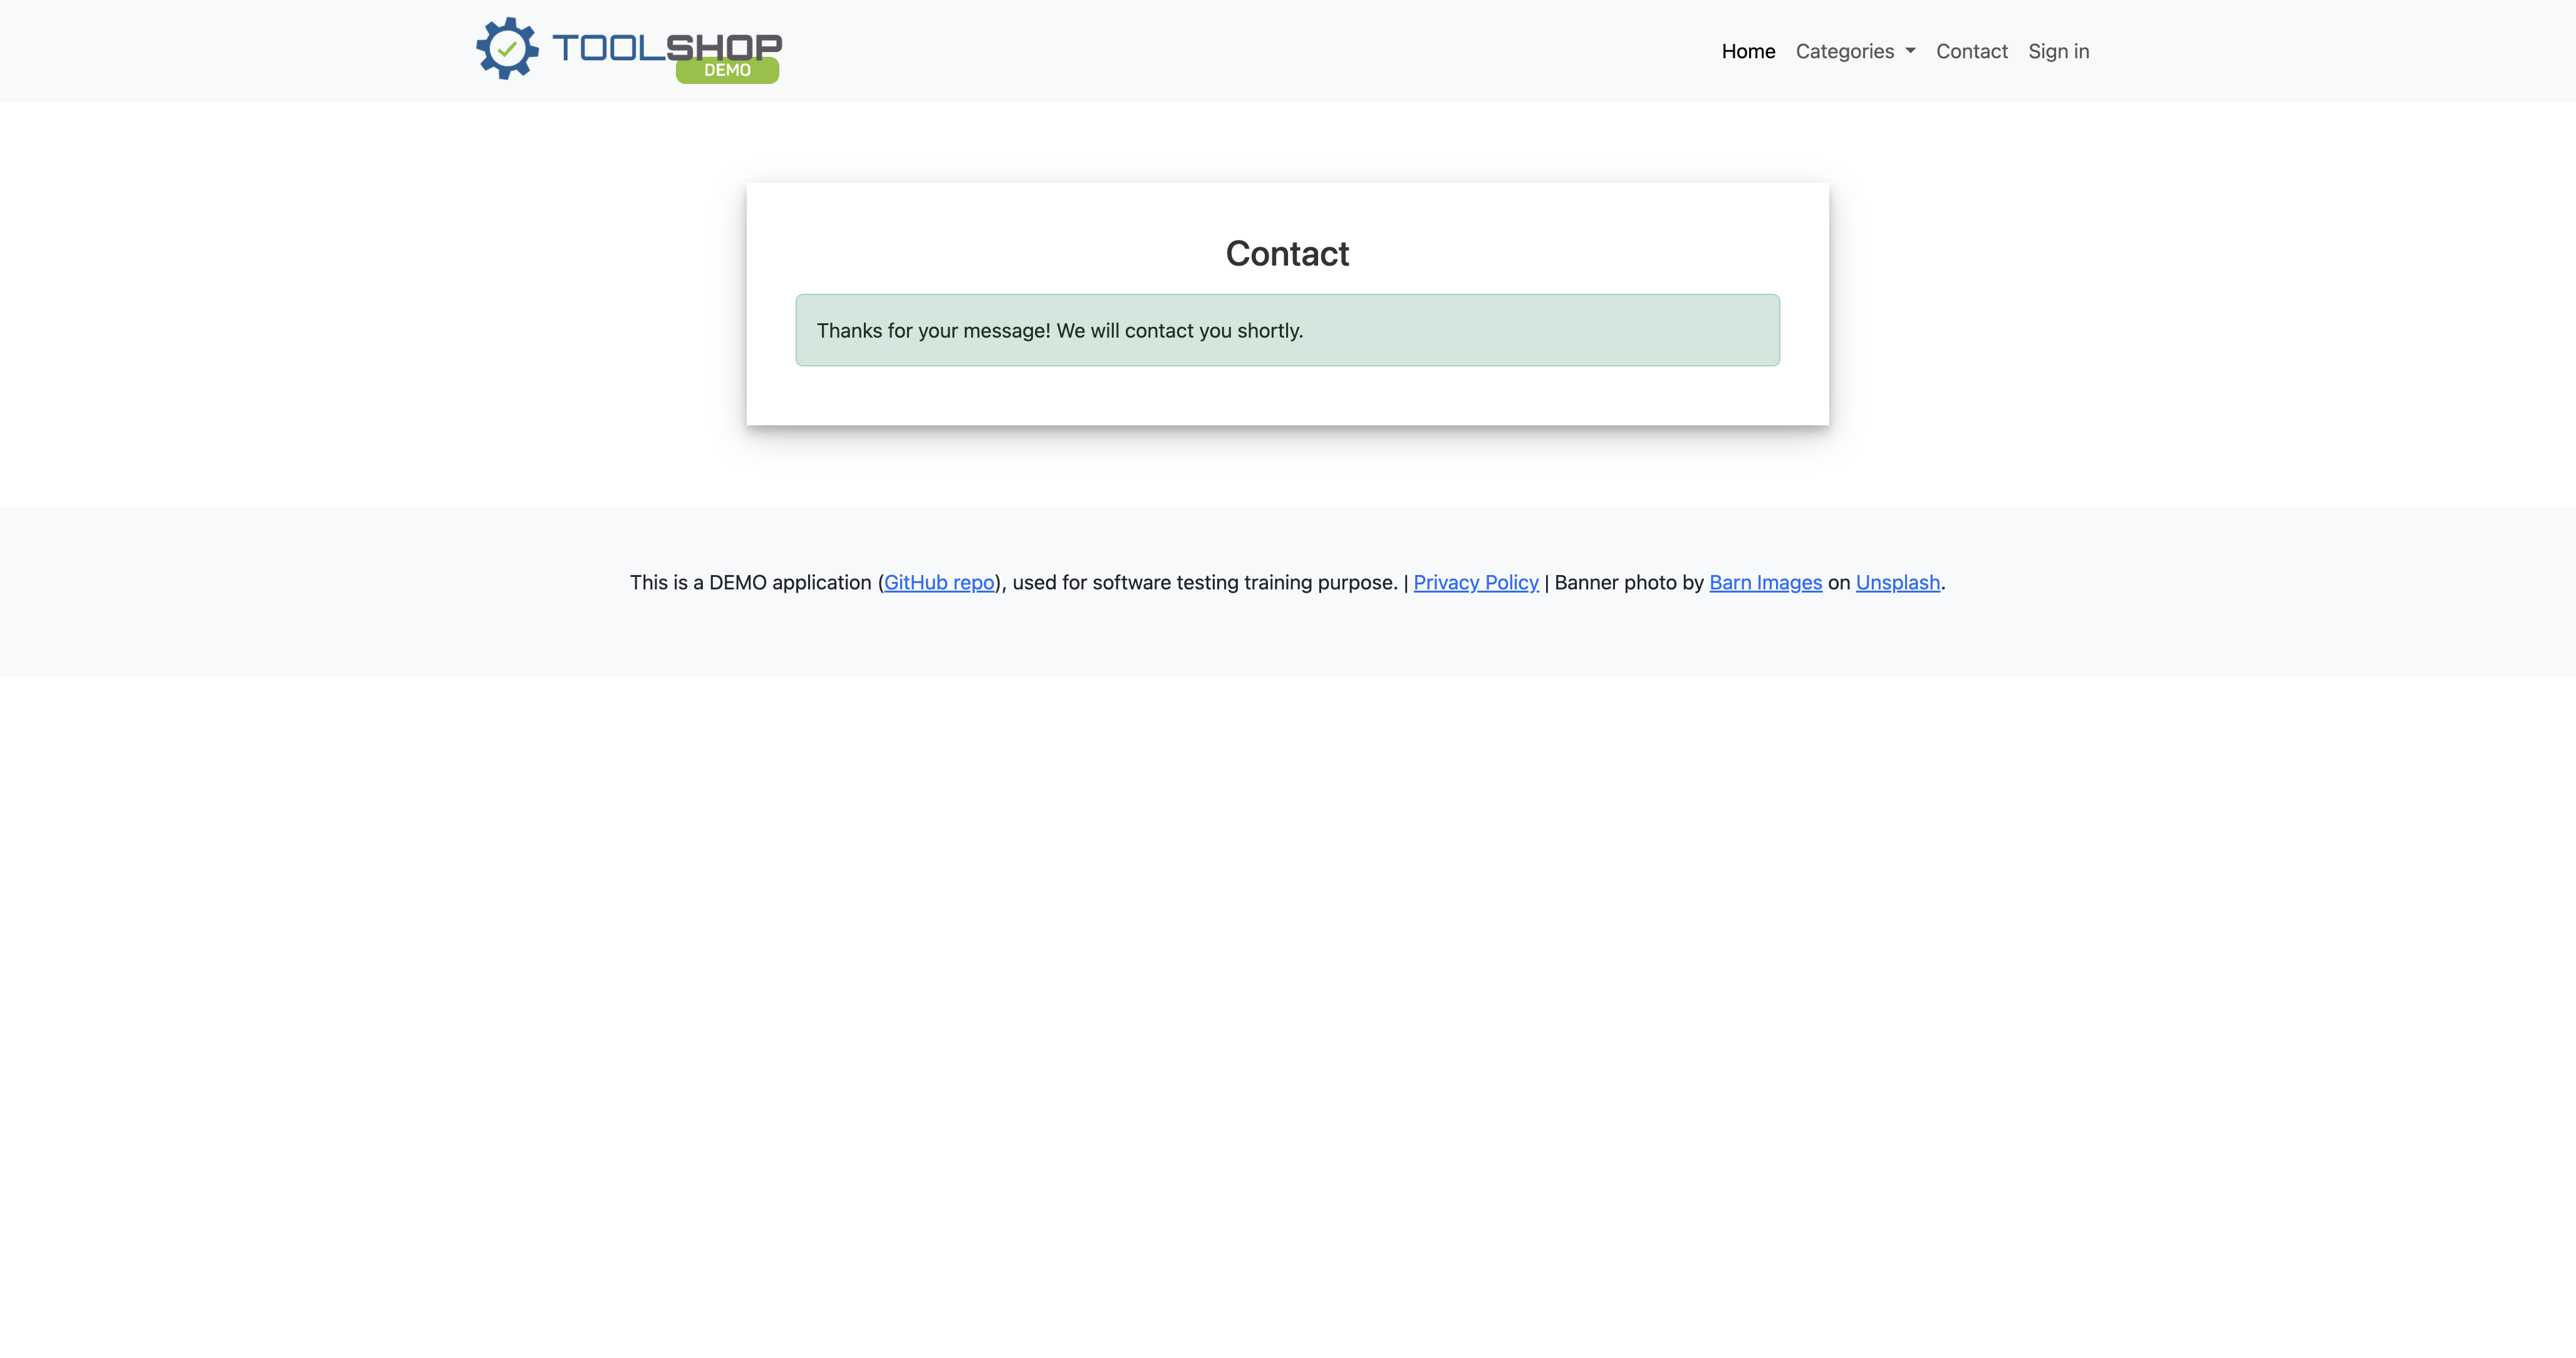 TOOLSHOP
DEMO
Home Categories Contact Sign in
Contact
Thanks for your message! We will contact you shortly.
This is a DEMO application (GitHub repo), used for software testing training purpose. | Privacy Policy | Banner photo by Barn Images on Unsplash.